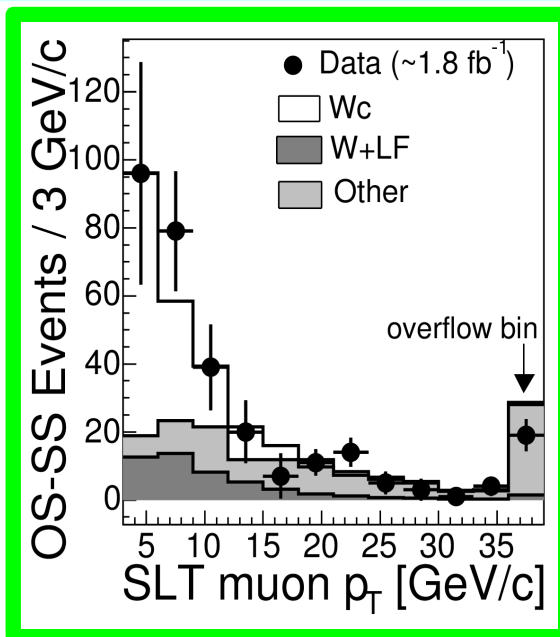 OS-SS Events / 3 GeV/c
120
100
80
60
40
20
0
Data (~1.8 fb⁻¹)
Wc
W+LF
Other
overflow bin
5 10 15 20 25 30 35
SLT muon p_T [GeV/c]